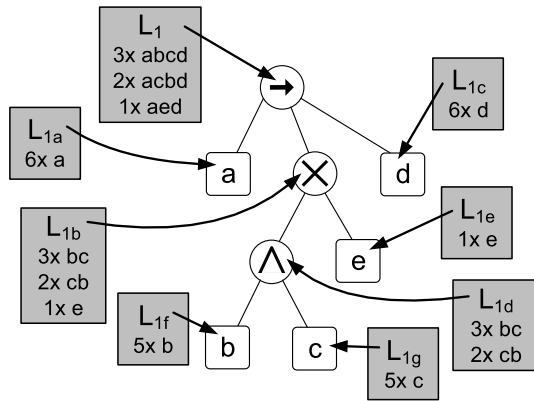 L₁
3x abcd
2x acbd
1x aed
→
L₁c
6x d
L₁a
6x a
a
×
d
L₁b
3x bc
2x cb
1x e
L₁e
1x e
∧
e
L₁f
5x b
b
c
L₁g
5x c
L₁d
3x bc
2x cb